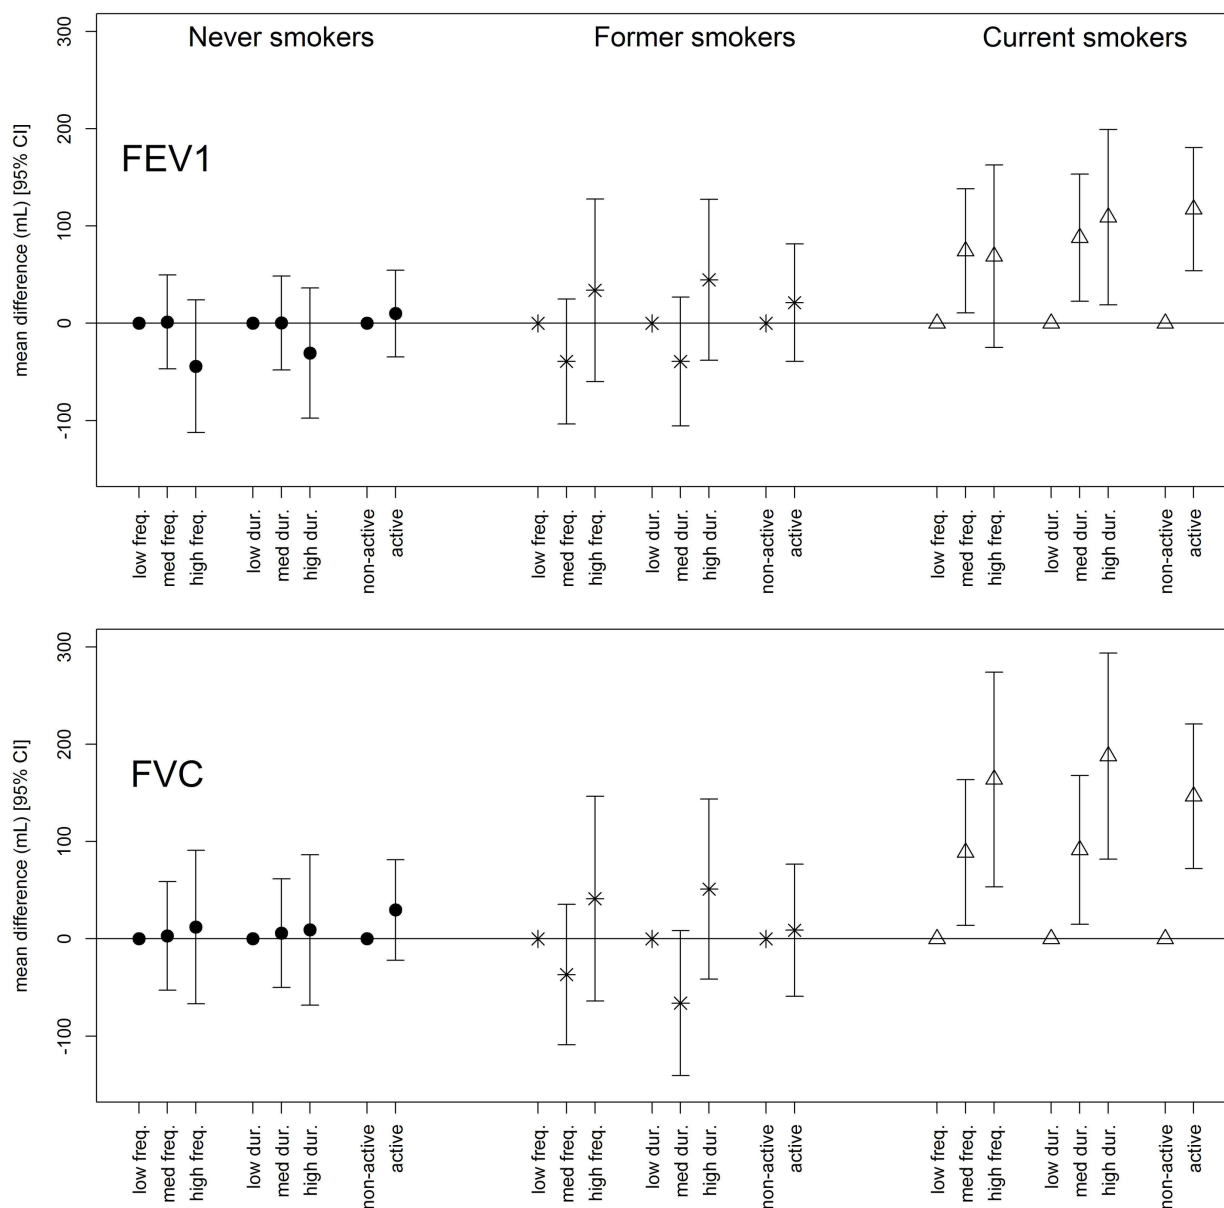 Never smokers Former smokers Current smokers
FEV1
mean difference (mL) [95% CI]
300
200
100
0
-100
low freq. med freq. high freq. low dur. med dur. high dur. non-active active low freq. med freq. high freq. low dur. med dur. high dur. non-active active low freq. med freq. high freq. low dur. med dur. high dur. non-active active
FVC
mean difference (mL) [95% CI]
300
200
100
0
-100
low freq. med freq. high freq. low dur. med dur. high dur. non-active active low freq. med freq. high freq. low dur. med dur. high dur. non-active active low freq. med freq. high freq. low dur. med dur. high dur. non-active active